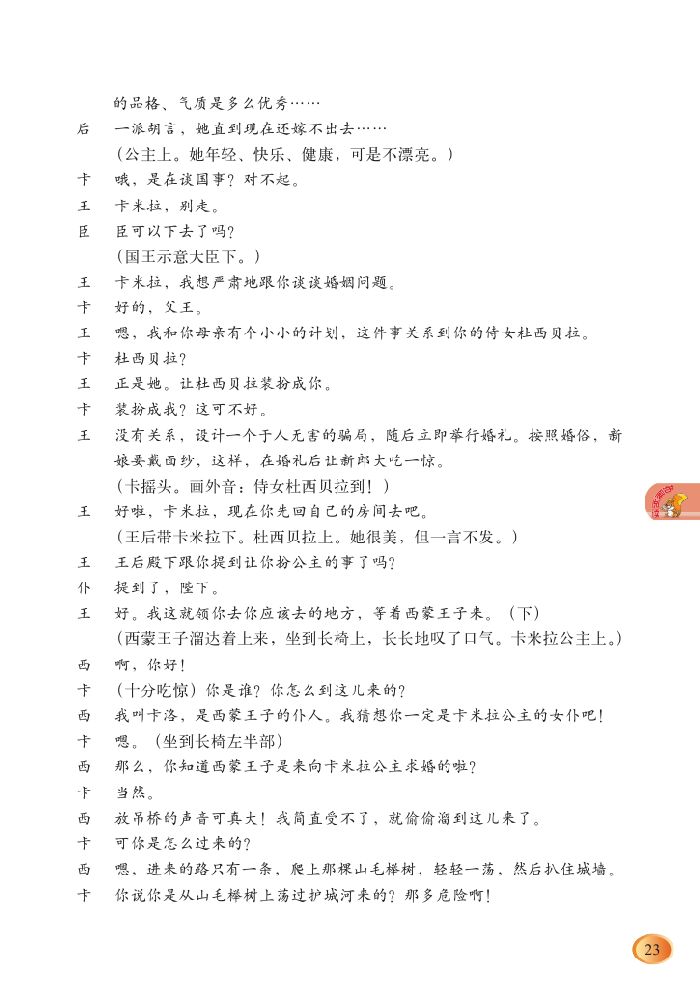 的品格、气质是多么优秀……
后 一派胡言，她直到现在还嫁不出去……
（公主上。她年轻、快乐、健康，可是不漂亮。）
卡 哦，是在谈国事？对不起。
王 卡米拉，别走。
臣 臣可以下去了吗？
（国王示意大臣下。）
王 卡米拉，我想严肃地跟你谈谈婚姻问题。
卡 好的，父王。
王 嗯，我和你母亲有个小小的计划，这件事关系到你的侍女杜西贝拉。
卡 杜西贝拉？
王 正是她。让杜西贝拉装扮成你。
卡 装扮成我？这可不好。
王 没有关系，设计一个于人无害的骗局，随后立即举行婚礼。按照婚俗，新
娘要戴面纱，这样，在婚礼后让新郎大吃一惊。
（卡摇头。画外音：侍女杜西贝拉到！）
王 好啦，卡米拉，现在你先回自己的房间去吧。
（王后带卡米拉下。杜西贝拉上。她很美，但一言不发。）
王 王后殿下跟你提到让你扮公主的事了吗？
仆 提到了，陛下。
王 好。我这就领你去你应该去的地方，等着西蒙王子来。（下）
（西蒙王子溜达着上来，坐到长椅上，长长地叹了口气。卡米拉公主上。）
西 啊，你好！
卡 （十分吃惊）你是谁？你怎么到这儿来的？
西 我叫卡洛，是西蒙王子的仆人。我猜想你一定是卡米拉公主的女仆吧！
卡 嗯。（坐到长椅左半部）
西 那么，你知道西蒙王子是来向卡米拉公主求婚的啦？
卡 当然。
西 放吊桥的声音可真大！我简直受不了，就偷偷溜到这儿来了。
卡 可你是怎么过来的？
西 嗯，进来的路只有一条，爬上那棵山毛榉树，轻轻一荡，然后扒住城墙。
卡 你说你是从山毛榉树上荡过护城河来的？那多危险啊！
23